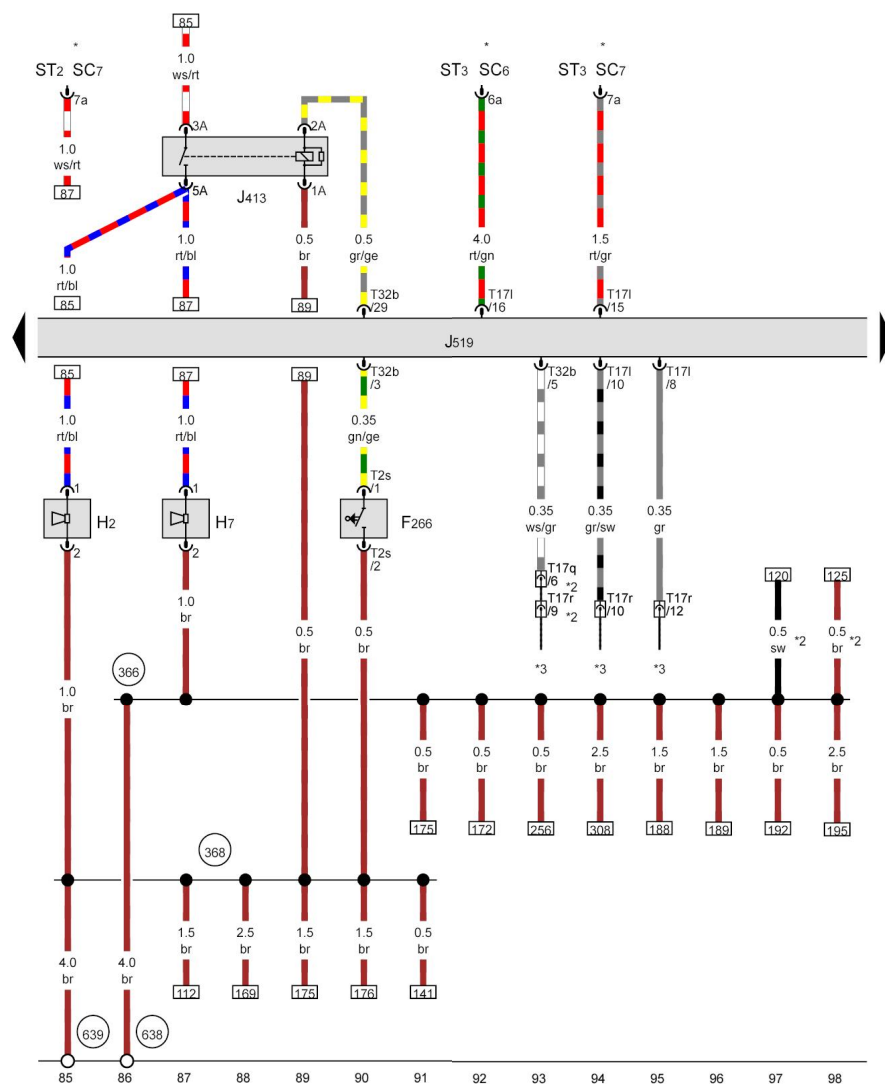 85
* * *
ST2 SC7 ST3 SC6 ST3 SC7
1.0
ws/rt
7a 6a 7a
3A 2A
1.0
ws/rt
87
5A 1A
J413
1.0
rt/bl
0.5
br
0.5
gr/ge
4.0
rt/gn
1.5
rt/gr
1.0
rt/bl
85 87 89
T32b
/29
T17l
/16
T17l
/15
J519
85 87 89
T32b
/3
T32b
/5
T17l
/10
T17l
/8
1.0
rt/bl
1.0
rt/bl
0.35
gn/ge
1 1
T2s
/1
H2 H7 F266
0.35
ws/gr
0.35
gr/sw
0.35
gr
2 2
T2s
/2
T17q
/6 *2
T17r
/9 *2
T17r
/10
T17r
/12
120 125
1.0
br
0.5
br
0.5
br
0.5
sw *2
0.5
br *2
*3 *3 *3
366
1.0
br
0.5
br
0.5
br
0.5
br
2.5
br
1.5
br
1.5
br
0.5
br
2.5
br
175 172 256 308 188 189 192 195
368
4.0
br
4.0
br
1.5
br
2.5
br
1.5
br
1.5
br
0.5
br
112 169 175 176 141
639 638
85 86 87 88 89 90 91 92 93 94 95 96 97 98